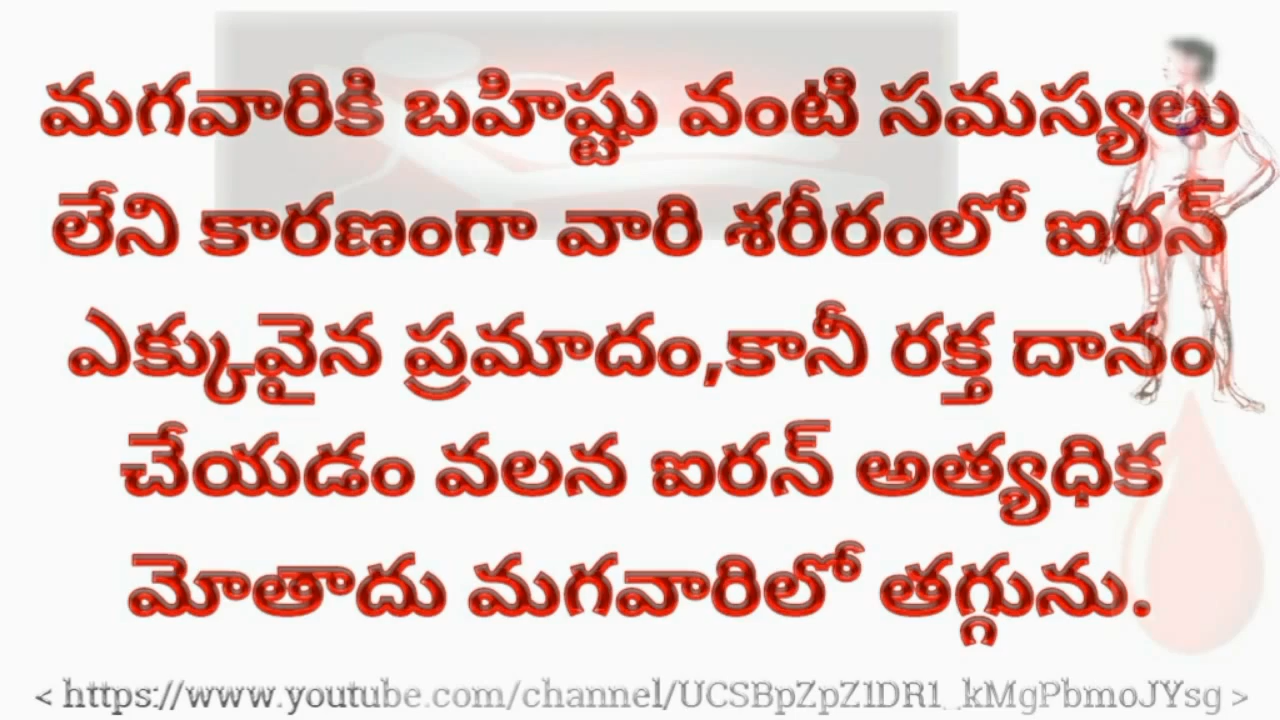 మగవారికి బహిష్టు వంటి సమస్యలు
లేని కారణంగా వారి శరీరంలో ఐరన్
ఎక్కువైన ప్రమాదం,కానీ రక్త దానం
చేయడం వలన ఐరన్ అత్యధిక
మోతాదు మగవారిలో తగ్గును.
< https://www.youtube.com/channel/UCSBpZpZ1DR1_kMgPbmoJYsg >